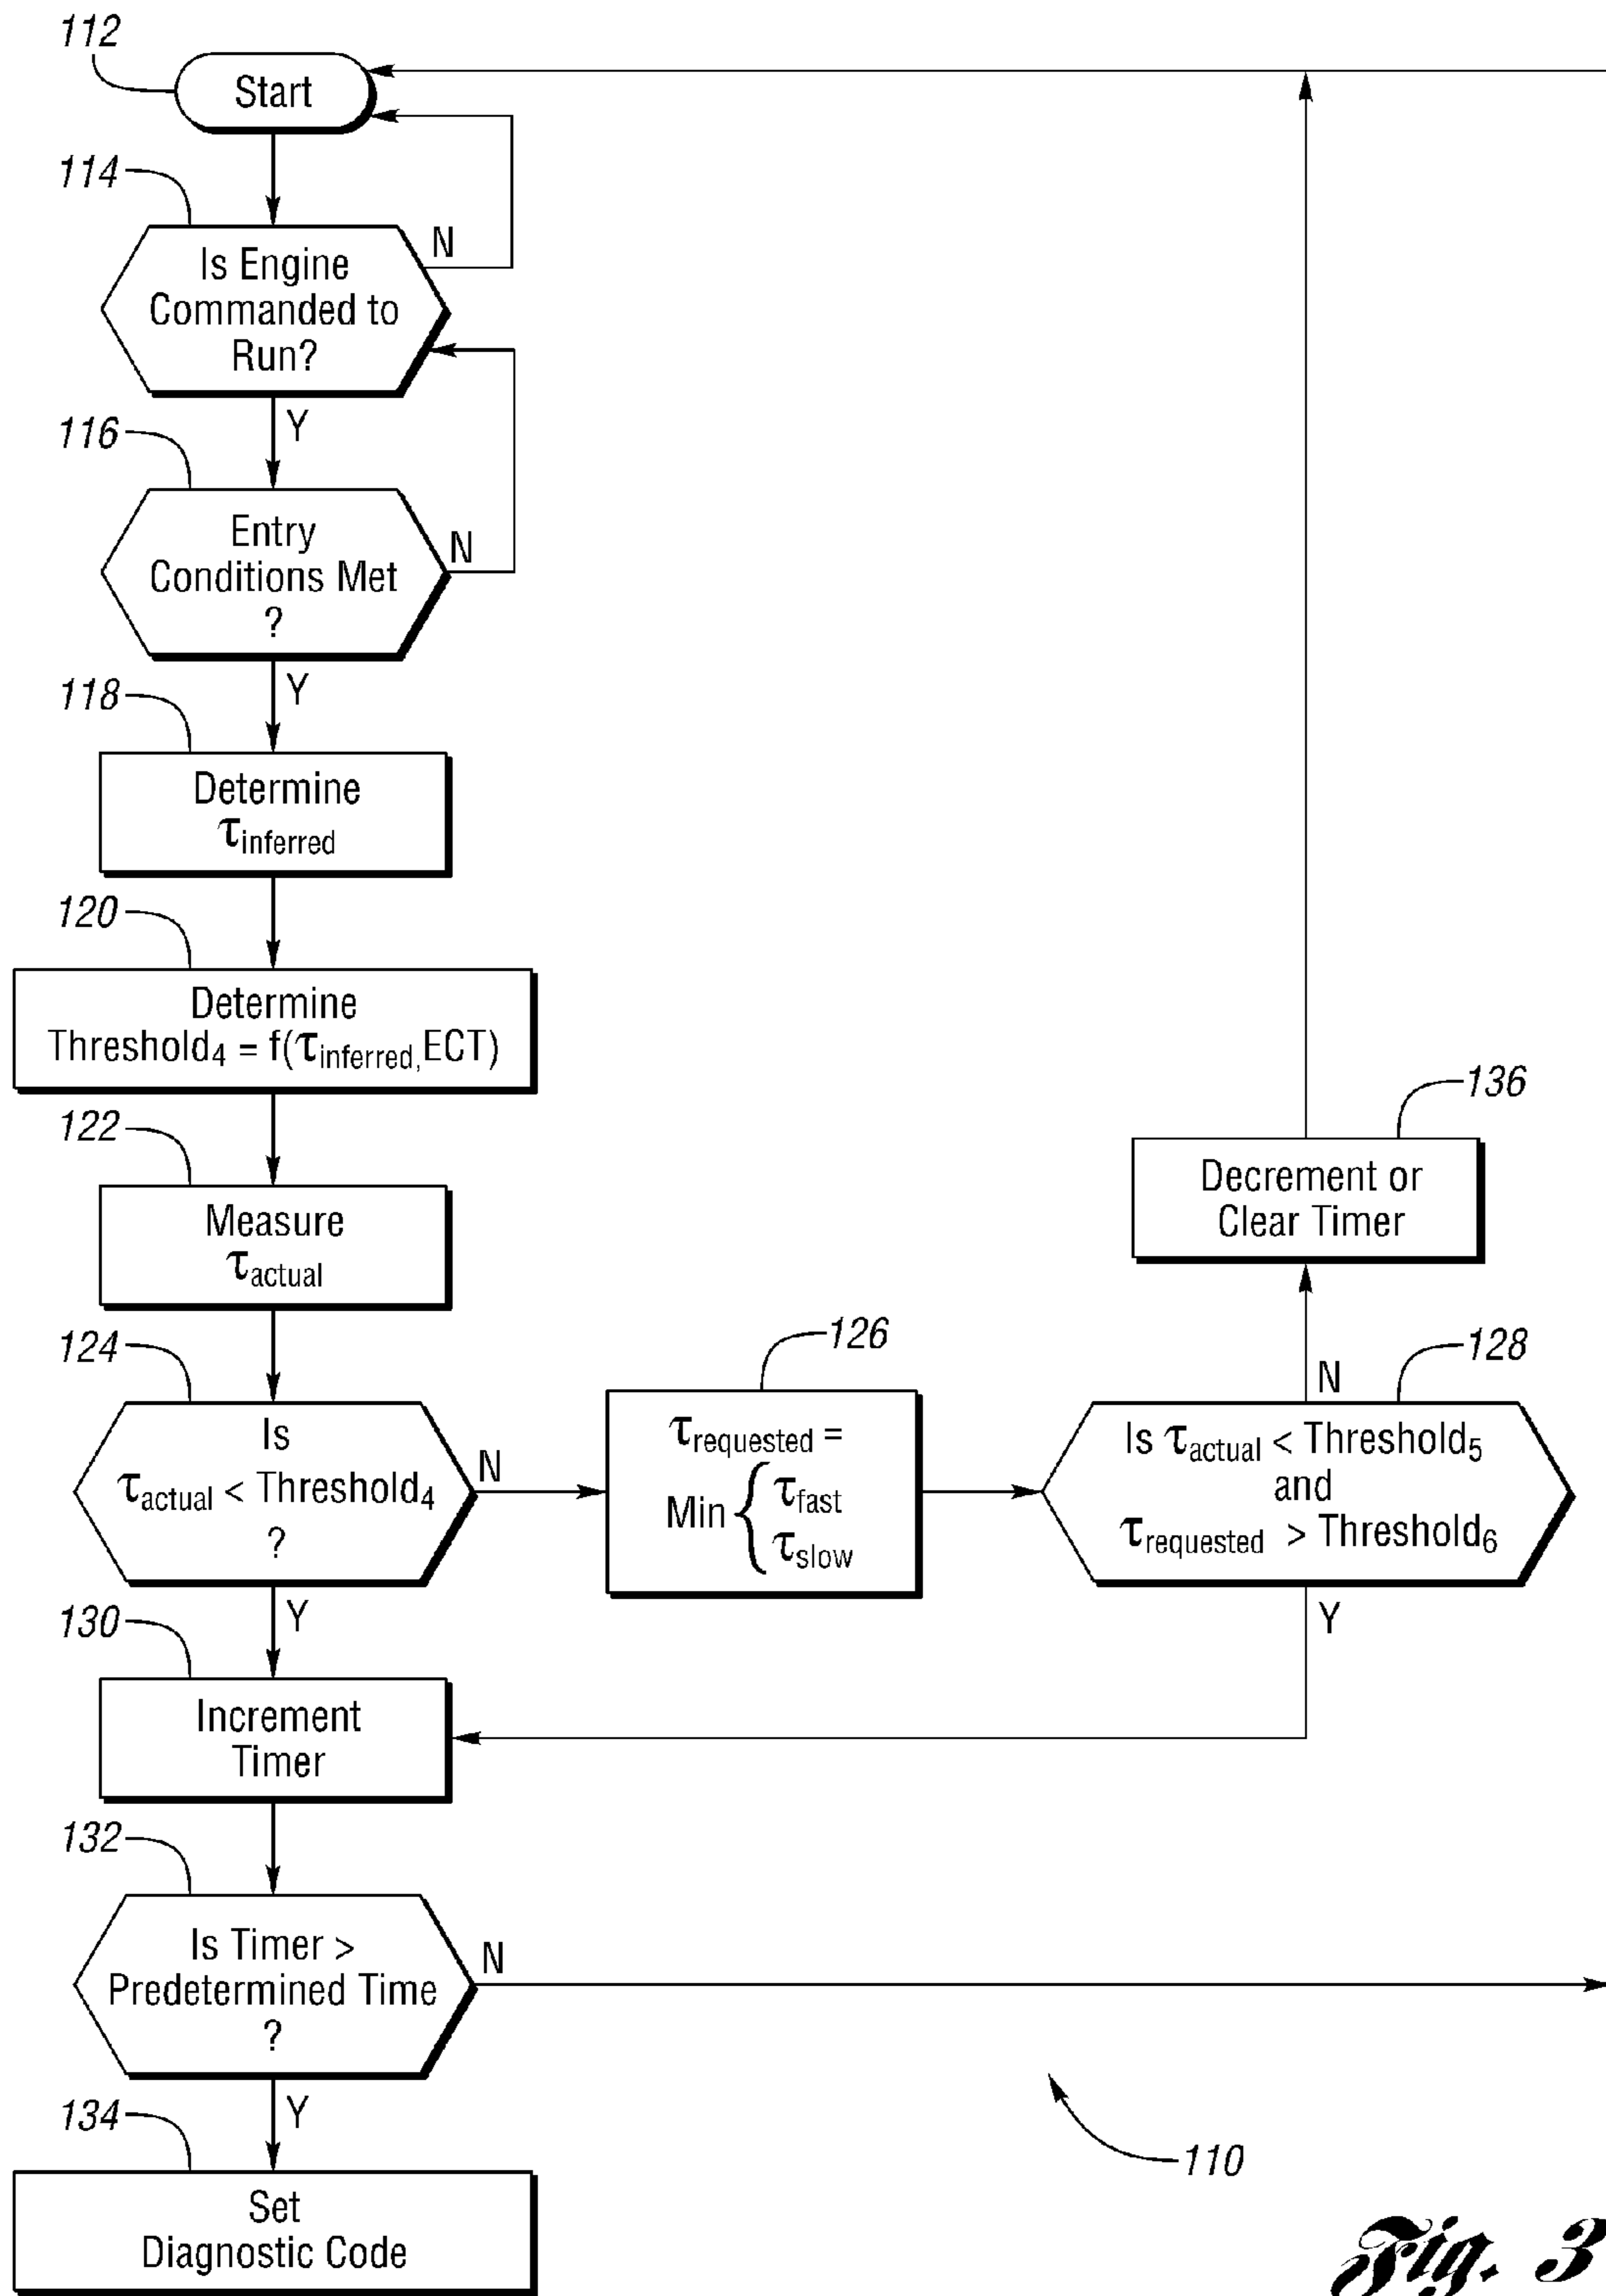 112
Start
114
Is Engine
Commanded to
Run?
N
Y
116
Entry
Conditions Met
?
N
Y
118
Determine
τinferred
120
Determine
Threshold4 = f(τinferred,ECT)
122
Measure
τactual
124
Is
τactual < Threshold4
?
N
Y
126
τrequested =
Min { τfast
τslow
128
Is τactual < Threshold5
and
τrequested > Threshold6
N
Y
136
Decrement or
Clear Timer
130
Increment
Timer
132
Is Timer >
Predetermined Time
?
N
Y
134
Set
Diagnostic Code
110
Fig. 3